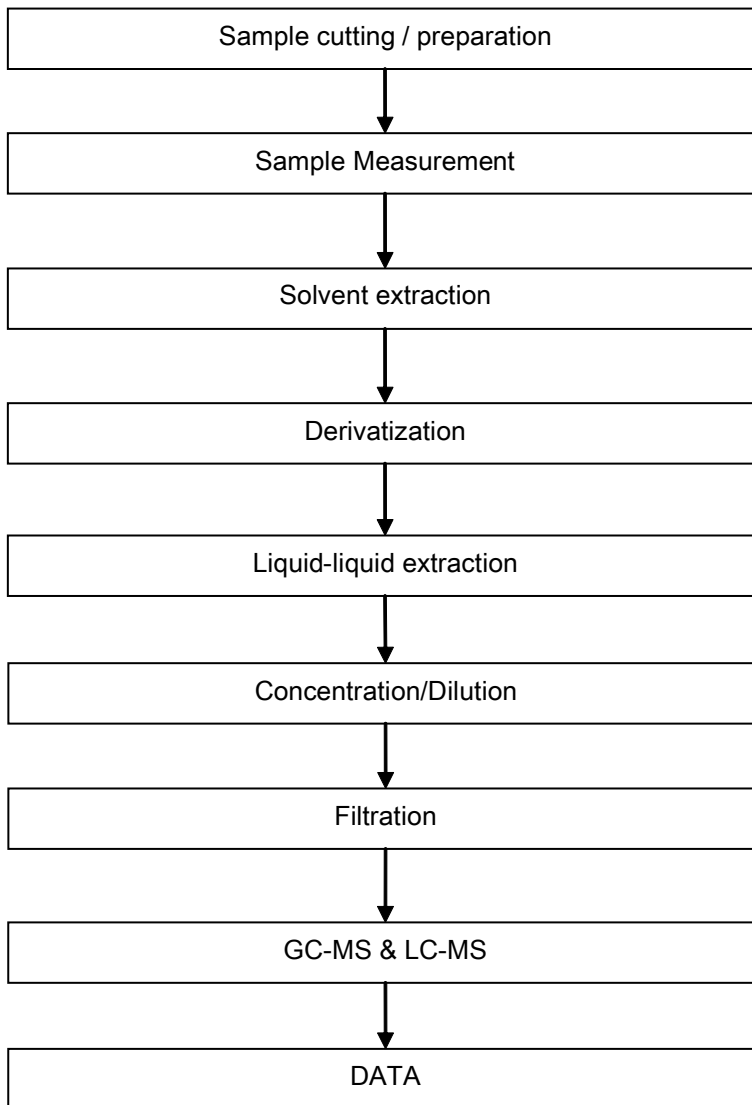 Sample cutting / preparation
Sample Measurement
Solvent extraction
Derivatization
Liquid-liquid extraction
Concentration/Dilution
Filtration
GC-MS & LC-MS
DATA